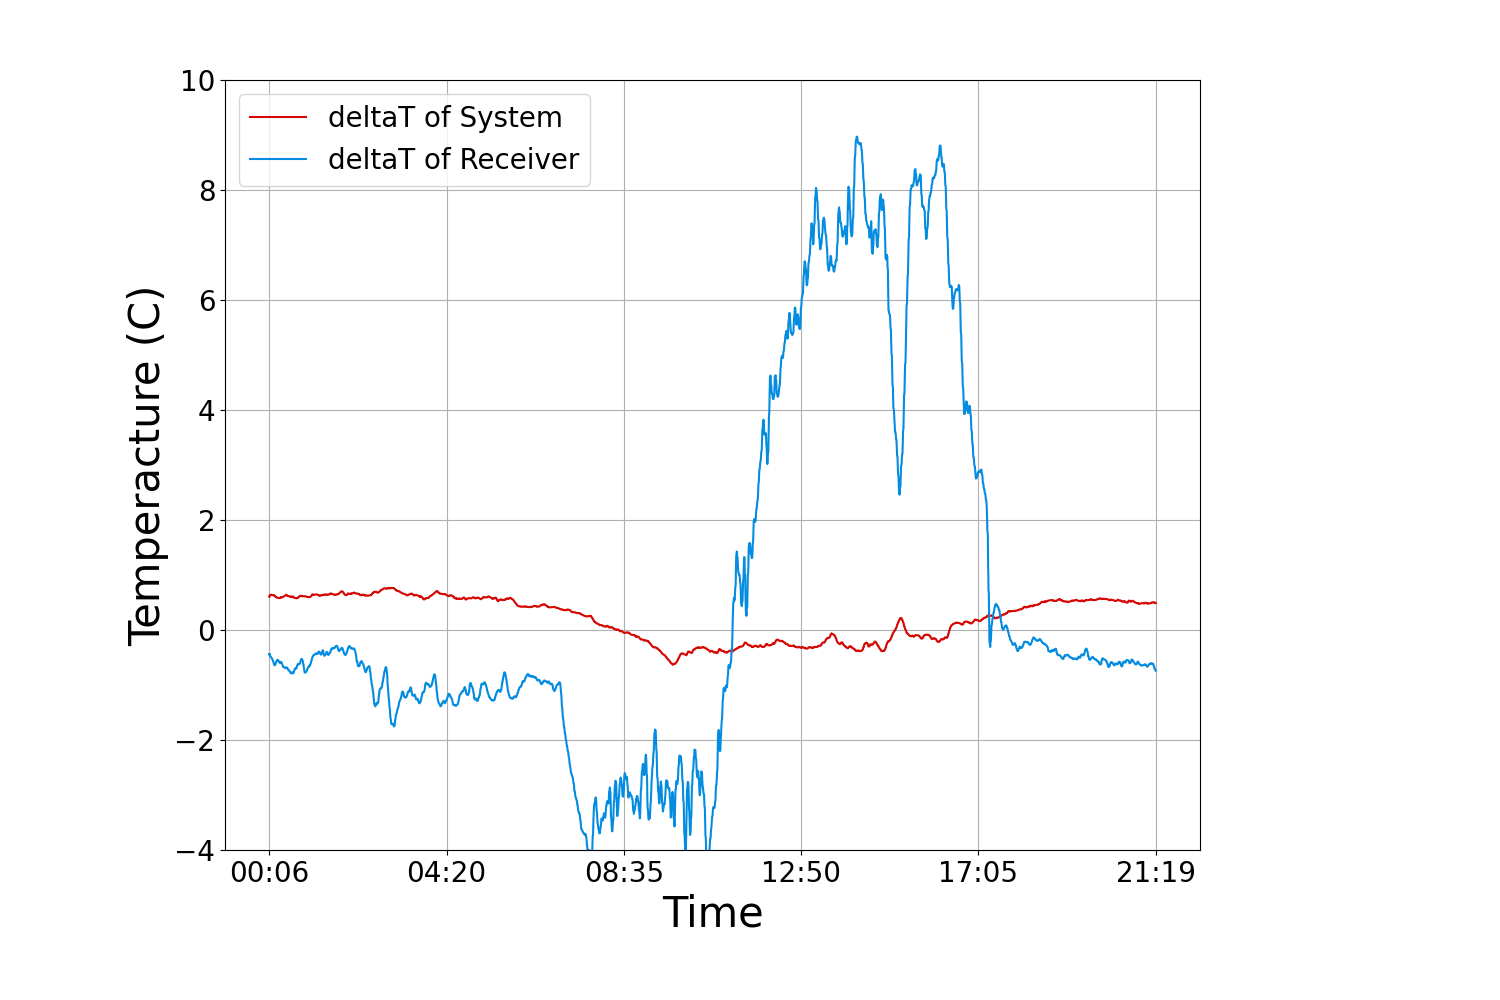 10
8
6
4
2
0
−2
−4
Temperacture (C)
deltaT of System
deltaT of Receiver
00:06 04:20 08:35 12:50 17:05 21:19
Time